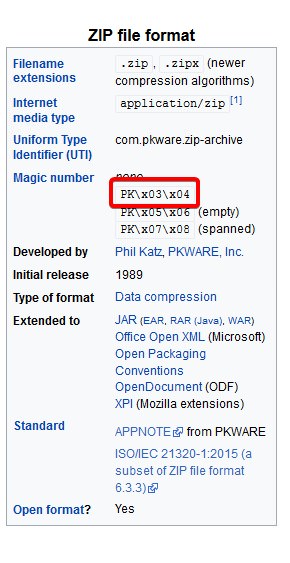 ZIP file format
Filename extensions
.zip , .zipx (newer
compression algorithms)
Internet media type
application/zip [1]
Uniform Type Identifier (UTI)
com.pkware.zip-archive
Magic number
none
PK\x03\x04
PK\x05\x06 (empty)
PK\x07\x08 (spanned)
Developed by
Phil Katz, PKWARE, Inc.
Initial release
1989
Type of format
Data compression
Extended to
JAR (EAR, RAR (Java), WAR)
Office Open XML (Microsoft)
Open Packaging
Conventions
OpenDocument (ODF)
XPI (Mozilla extensions)
Standard
APPNOTE from PKWARE
ISO/IEC 21320-1:2015 (a
subset of ZIP file format
6.3.3)
Open format?
Yes